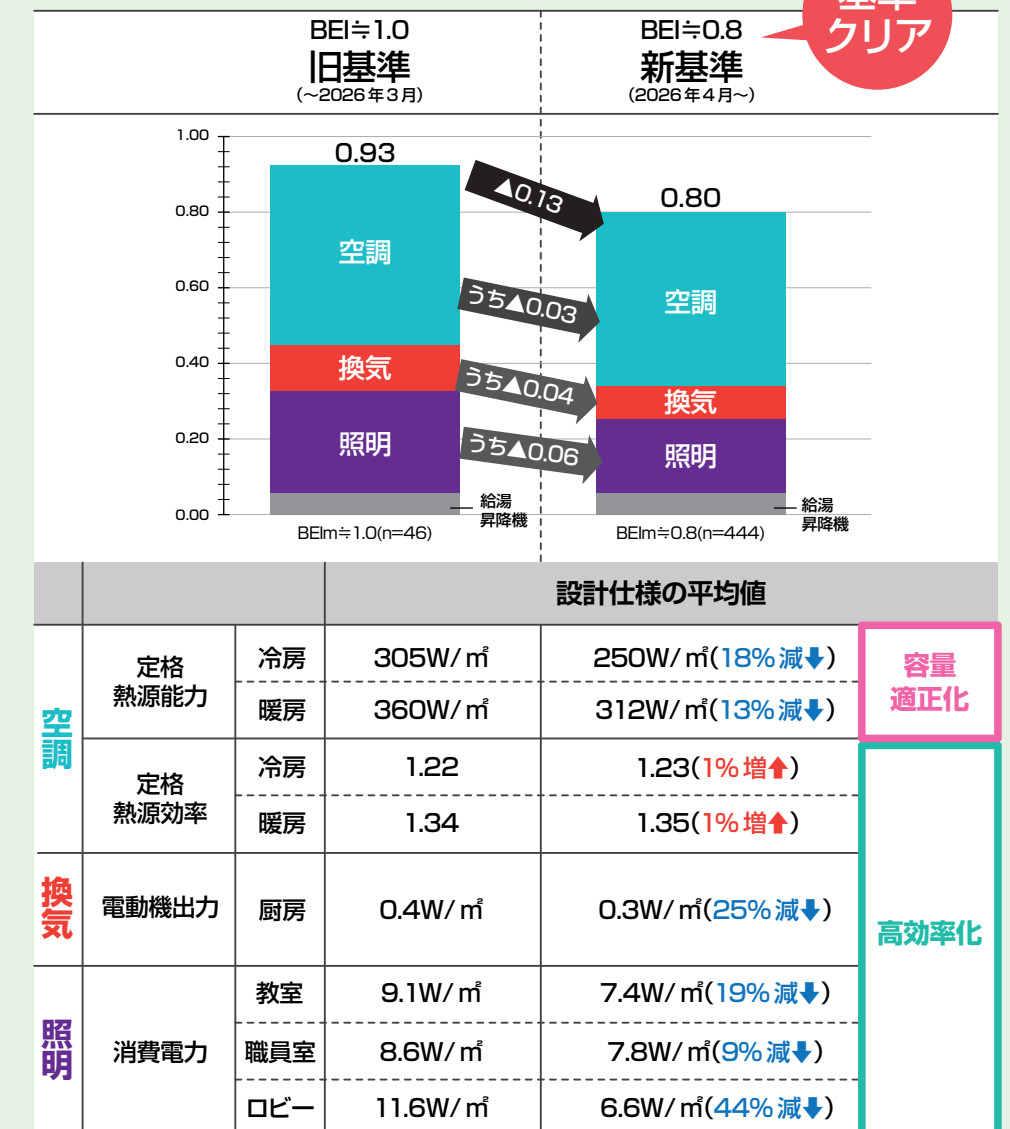 BEI≒1.0
旧基準
(～2026年3月)
BEI≒0.8
新基準
(2026年4月～)
基準
クリア
1.00
0.80
0.60
0.40
0.20
0.00
0.93
空調
換気
照明
給湯
昇降機
BEIm≒1.0(n=46)
▲0.13
うち▲0.03
うち▲0.04
うち▲0.06
0.80
空調
換気
照明
給湯
昇降機
BEIm≒0.8(n=444)
設計仕様の平均値
空調
定格
熱源能力
冷房 305W/㎡ 250W/㎡(18%減⬇)
暖房 360W/㎡ 312W/㎡(13%減⬇)
容量
適正化
定格
熱源効率
冷房 1.22 1.23(1%増⬆)
暖房 1.34 1.35(1%増⬆)
換気
電動機出力 厨房 0.4W/㎡ 0.3W/㎡(25%減⬇)
高効率化
照明
消費電力
教室 9.1W/㎡ 7.4W/㎡(19%減⬇)
職員室 8.6W/㎡ 7.8W/㎡(9%減⬇)
ロビー 11.6W/㎡ 6.6W/㎡(44%減⬇)